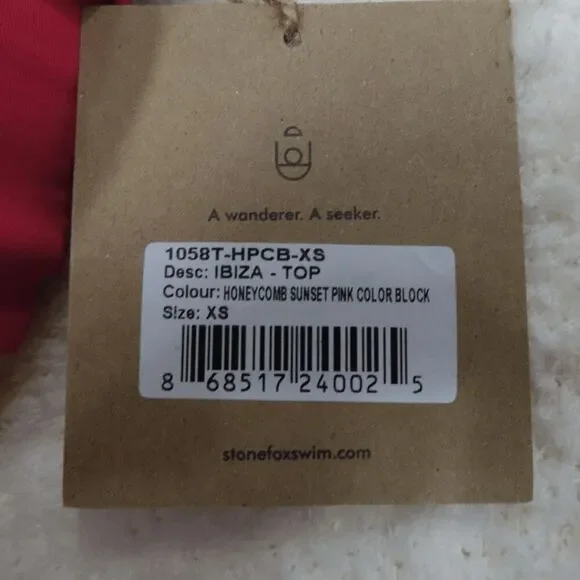 A wanderer. A seeker.
1058T-HPCB-XS
Desc: IBIZA - TOP
Colour: HONEYCOMB SUNSET PINK COLOR BLOCK
Size: XS
8 68517 24002 5
stonefoxswim.com